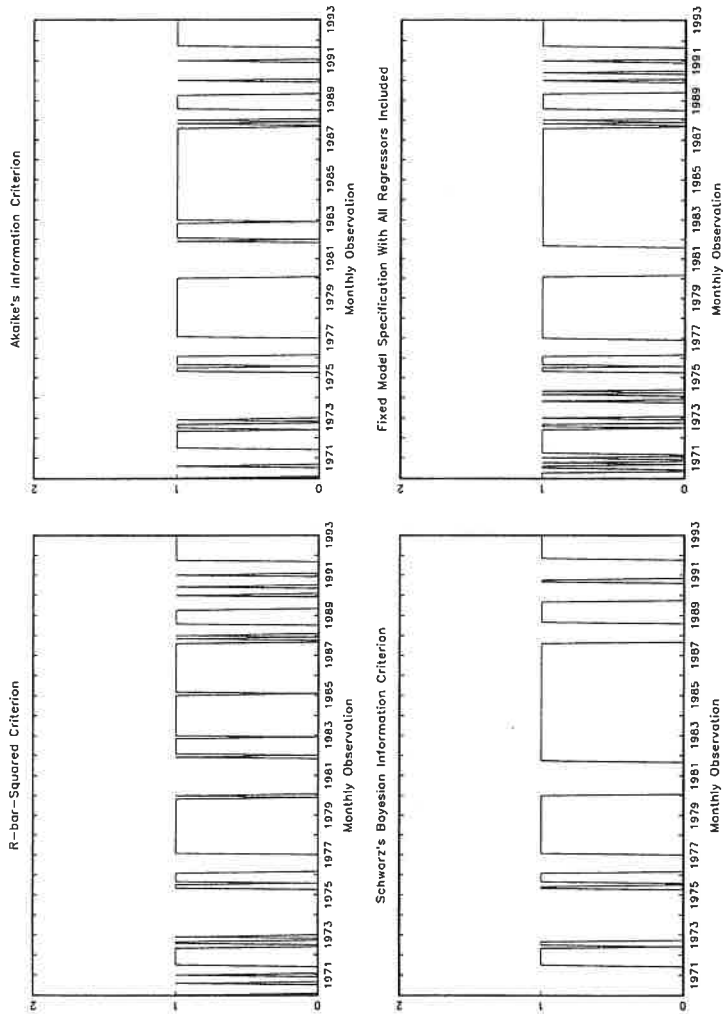 R-bar-Squared Criterion
2
1
0
1971 1973 1975 1977 1979 1981 1983 1985 1987 1989 1991 1993
Monthly Observation
Akaike's Information Criterion
2
1
0
1971 1973 1975 1977 1979 1981 1983 1985 1987 1989 1991 1993
Monthly Observation
Schwarz's Bayesian Information Criterion
2
1
0
1971 1973 1975 1977 1979 1981 1983 1985 1987 1989 1991 1993
Monthly Observation
Fixed Model Specification With All Regressors Included
2
1
0
1971 1973 1975 1977 1979 1981 1983 1985 1987 1989 1991 1993
Monthly Observation